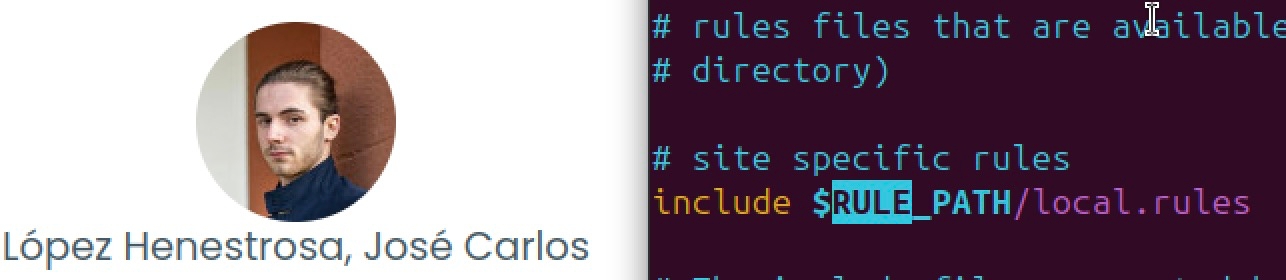 López Henestrosa, José Carlos
# rules files that are available
# directory)
# site specific rules
include $RULE_PATH/local.rules